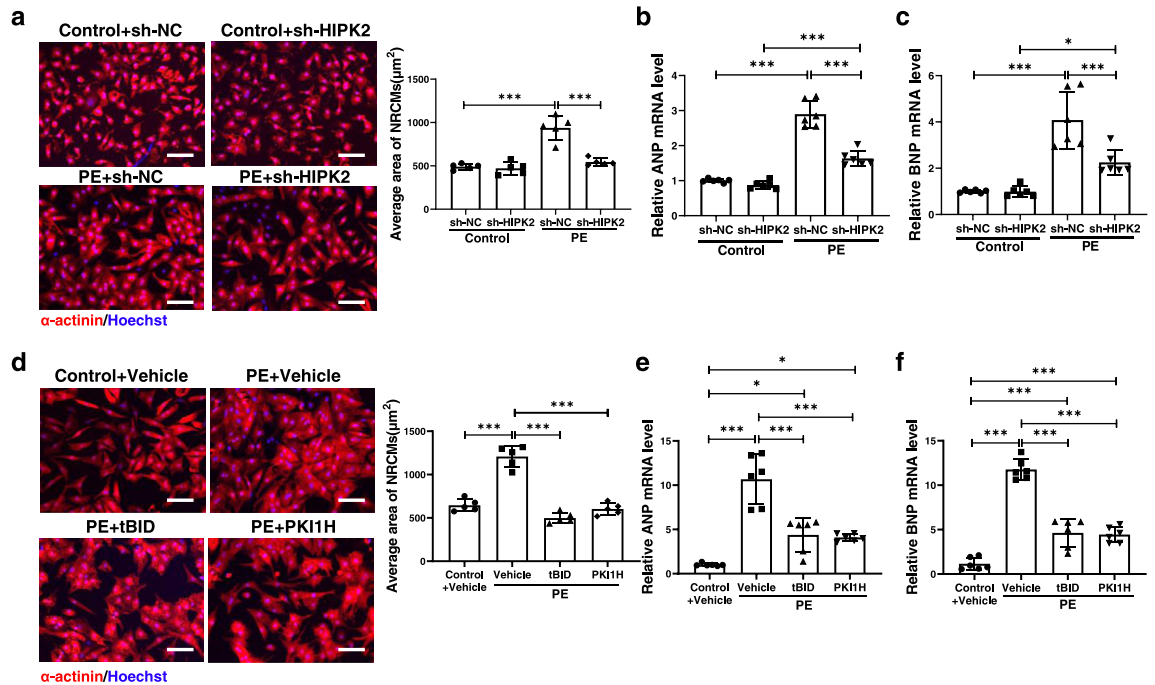 a
Control+sh-NC
Control+sh-HIPK2
PE+sh-NC
PE+sh-HIPK2
α-actinin/Hoechst
Average area of NRCMs(μm²)
1500
1000
500
0
***
***
sh-NC sh-HIPK2 sh-NC sh-HIPK2
Control
PE
b
Relative ANP mRNA level
4
3
2
1
0
***
***
***
sh-NC sh-HIPK2 sh-NC sh-HIPK2
Control
PE
c
Relative BNP mRNA level
6
4
2
0
*
***
***
sh-NC sh-HIPK2 sh-NC sh-HIPK2
Control
PE
d
Control+Vehicle
PE+Vehicle
PE+tBID
PE+PKI1H
α-actinin/Hoechst
Average area of NRCMs(μm²)
1500
1000
500
0
***
***
***
Control Vehicle tBID PKI1H
+Vehicle
PE
e
Relative ANP mRNA level
15
10
5
0
*
*
***
***
***
Control Vehicle tBID PKI1H
+Vehicle
PE
f
Relative BNP mRNA level
15
10
5
0
***
***
***
***
***
Control Vehicle tBID PKI1H
+Vehicle
PE